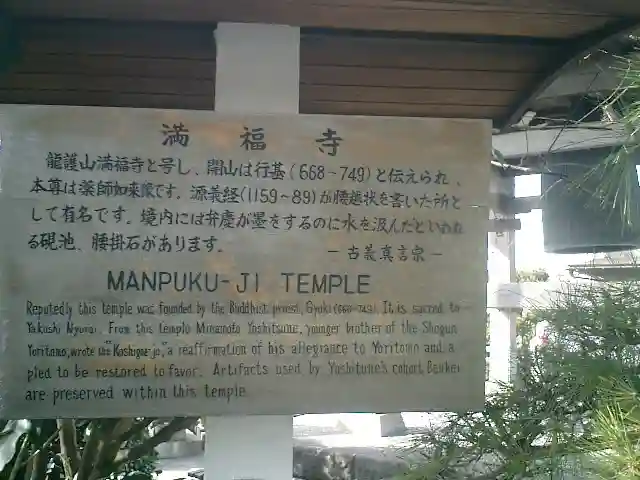 満福寺
龍護山満福寺と号し、開山は行基(668~749)と伝えられ、
本尊は薬師如来像です。源義経(1159~89)が腰越状を書いた所と
して有名です。境内には弁慶が墨をするのに水を汲んだといわれ
る硯池、腰掛石があります。 ー古義真言宗ー
MANPUKU-JI TEMPLE
Reputedly this temple was founded by the Buddhist priest, Gyoki (668-749). It is sacred to
Yakushi Nyorai. From this temple Minamoto Yoshitsune, younger brother of the Shogun
Yoritomo, wrote the "Koshigoe-jo," a reaffirmation of his allegiance to Yoritomo and a
pled to be restored to favor. Artifacts used by Yoshitune's cohort Benkei
are preserved within this temple.